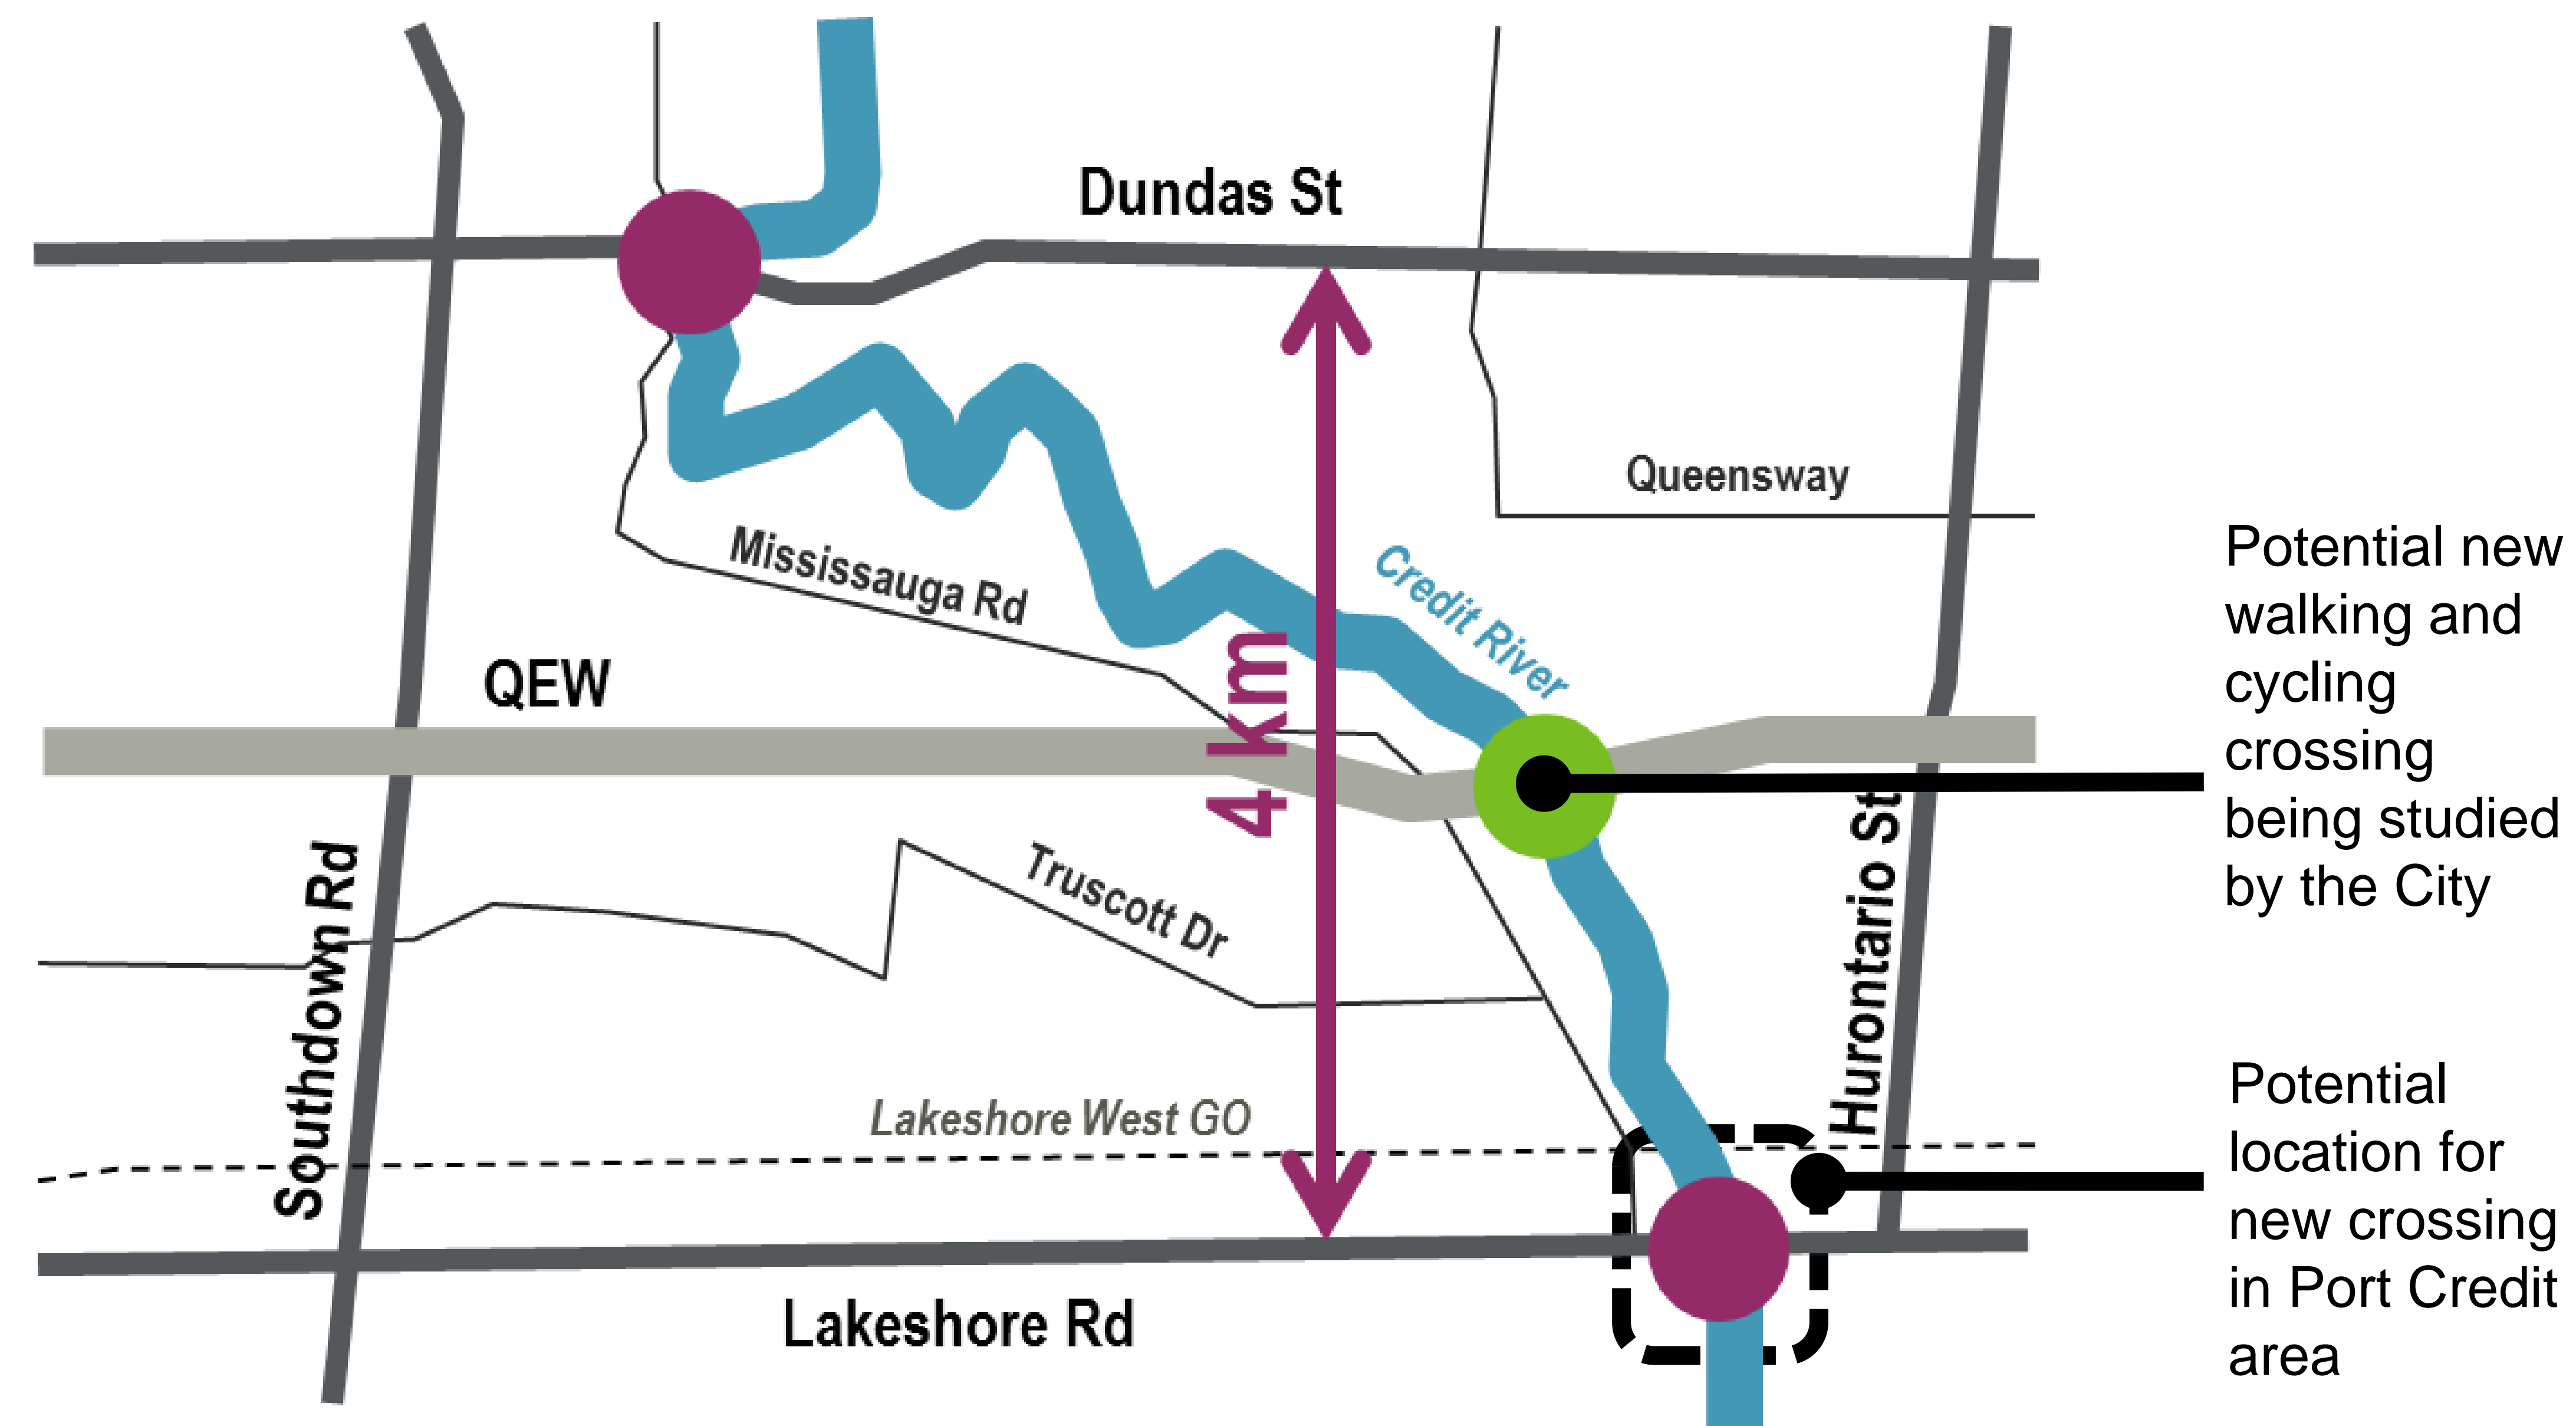 Dundas St
Queensway
Mississauga Rd
Credit River
QEW
4 km
Potential new
walking and
cycling
crossing
being studied
by the City
Truscott Dr
Southdown Rd
Hurontario St
Lakeshore West GO
Potential
location for
new crossing
in Port Credit
area
Lakeshore Rd